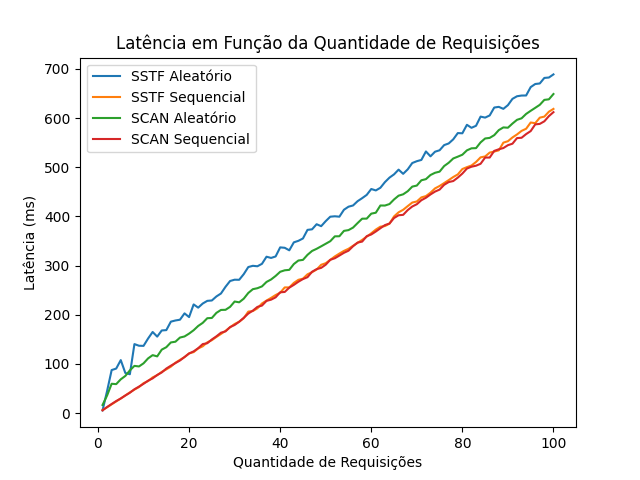 Latência em Função da Quantidade de Requisições
SSTF Aleatório
SSTF Sequencial
SCAN Aleatório
SCAN Sequencial
700
600
500
400
300
200
100
0
Latência (ms)
0 20 40 60 80 100
Quantidade de Requisições